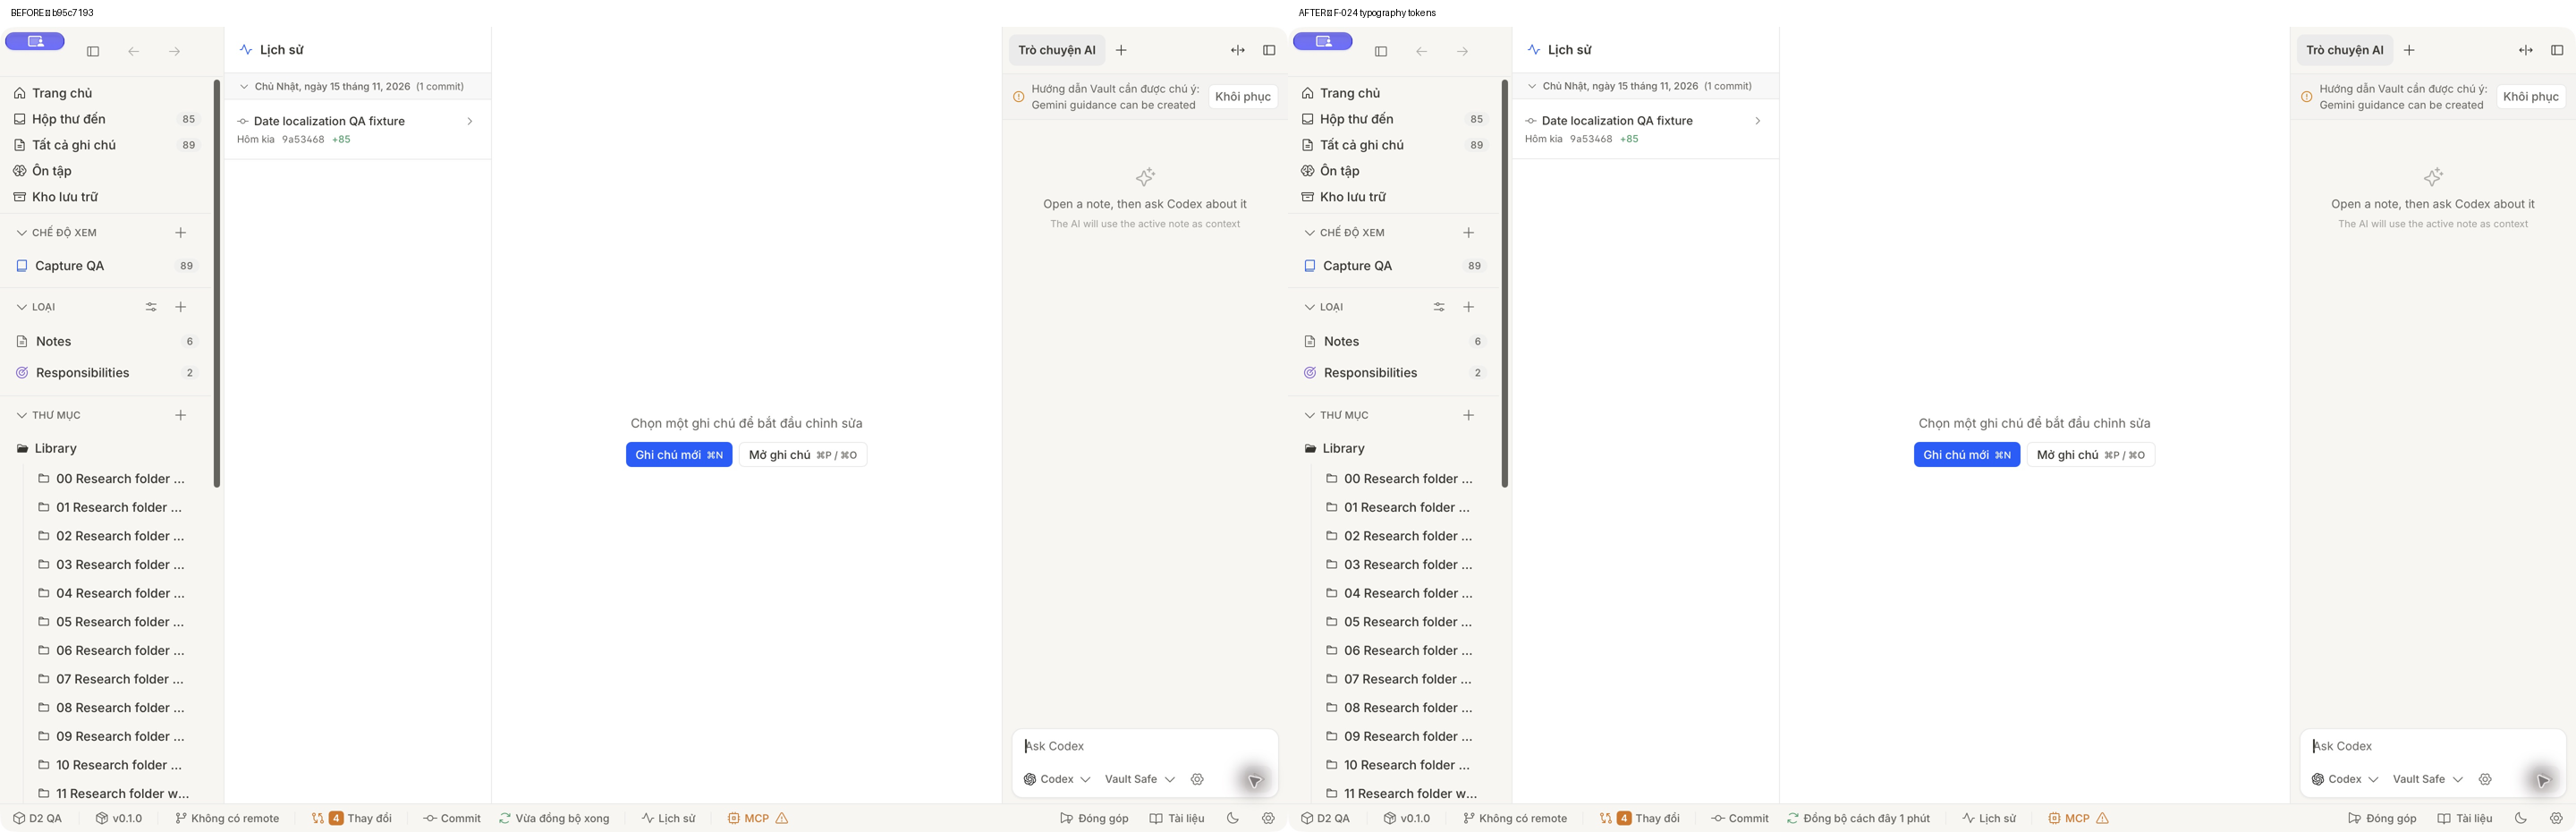 BEFORE▯b95c7193
Trang chủ
Hộp thư đến 85
Tất cả ghi chú 89
Ôn tập
Kho lưu trữ
CHẾ ĐỘ XEM
Capture QA 89
LOẠI
Notes 6
Responsibilities 2
THƯ MỤC
Library
00 Research folder ...
01 Research folder ...
02 Research folder ...
03 Research folder ...
04 Research folder ...
05 Research folder ...
06 Research folder ...
07 Research folder ...
08 Research folder ...
09 Research folder ...
10 Research folder ...
11 Research folder w...
Lịch sử
Chủ Nhật, ngày 15 tháng 11, 2026 (1 commit)
Date localization QA fixture
Hôm kia 9a53468 +85
Chọn một ghi chú để bắt đầu chỉnh sửa
Ghi chú mới ⌘N Mở ghi chú ⌘P / ⌘O
Trò chuyện AI
Hướng dẫn Vault cần được chú ý:
Gemini guidance can be created
Khôi phục
Open a note, then ask Codex about it
The AI will use the active note as context
Ask Codex
Codex Vault Safe
D2 QA v0.1.0 Không có remote 4 Thay đổi Commit Vừa đồng bộ xong Lịch sử MCP Đóng góp Tài liệu
AFTER▯F-024 typography tokens
Trang chủ
Hộp thư đến 85
Tất cả ghi chú 89
Ôn tập
Kho lưu trữ
CHẾ ĐỘ XEM
Capture QA 89
LOẠI
Notes 6
Responsibilities 2
THƯ MỤC
Library
00 Research folder ...
01 Research folder ...
02 Research folder ...
03 Research folder ...
04 Research folder ...
05 Research folder ...
06 Research folder ...
07 Research folder ...
08 Research folder ...
09 Research folder ...
10 Research folder ...
11 Research folder w...
Lịch sử
Chủ Nhật, ngày 15 tháng 11, 2026 (1 commit)
Date localization QA fixture
Hôm kia 9a53468 +85
Chọn một ghi chú để bắt đầu chỉnh sửa
Ghi chú mới ⌘N Mở ghi chú ⌘P / ⌘O
Trò chuyện AI
Hướng dẫn Vault cần được chú ý:
Gemini guidance can be created
Khôi phục
Open a note, then ask Codex about it
The AI will use the active note as context
Ask Codex
Codex Vault Safe
D2 QA v0.1.0 Không có remote 4 Thay đổi Commit Đồng bộ cách đây 1 phút Lịch sử MCP Đóng góp Tài liệu